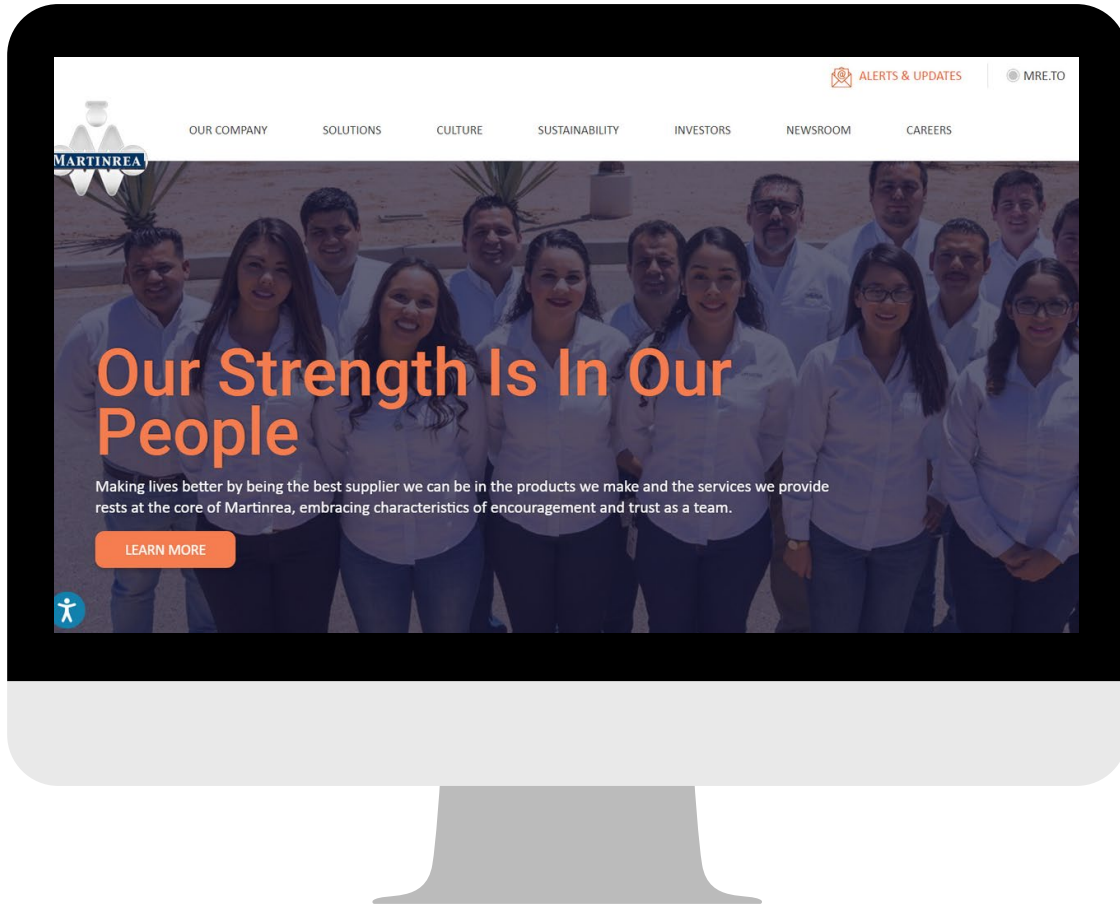 ALERTS & UPDATES
MRE.TO
OUR COMPANY SOLUTIONS CULTURE SUSTAINABILITY INVESTORS NEWSROOM CAREERS
MARTINREA
Our Strength Is In Our
People
Making lives better by being the best supplier we can be in the products we make and the services we provide
rests at the core of Martinrea, embracing characteristics of encouragement and trust as a team.
LEARN MORE